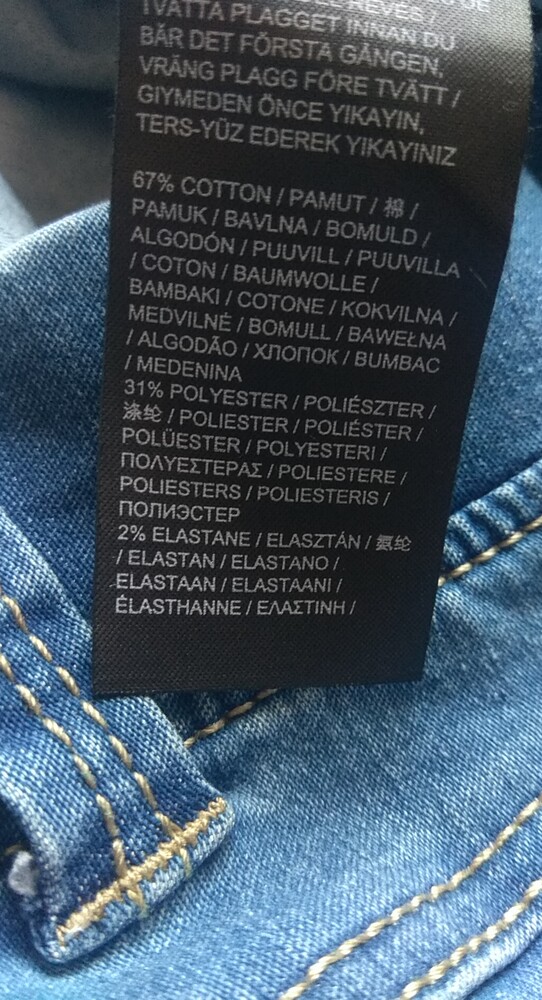 REVÉS /
TVÄTTA PLAGGET INNAN DU
BÄR DET FÖRSTA GÅNGEN,
VRÄNG PLAGG FÖRE TVÄTT /
GIYMEDEN ÖNCE YIKAYIN,
TERS-YÜZ EDEREK YIKAYINIZ
67% COTTON / PAMUT / 棉 /
PAMUK / BAVLNA / BOMULD /
ALGODÓN / PUUVILL / PUUVILLA
/ COTON / BAUMWOLLE /
BAMBAKI / COTONE / KOKVILNA /
MEDVILNĖ / BOMULL / BAWEŁNA
/ ALGODÃO / ХЛОПОК / BUMBAC
/ MEDENINA
31% POLYESTER / POLIÉSZTER /
涤纶 / POLIESTER / POLIÉSTER /
POLÜESTER / POLYESTERI /
ΠΟΛΥΕΣΤΕΡΑΣ / POLIESTERE /
POLIESTERS / POLIESTERIS /
ПОЛИЭСТЕР
2% ELASTANE / ELASZTÁN / 氨纶
/ ELASTAN / ELASTANO /
ELASTAAN / ELASTAANI /
ÉLASTHANNE / ΕΛΑΣΤΙΝΗ /